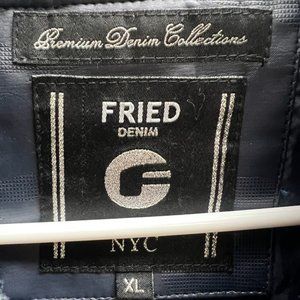 Premium Denim Collections
FRIED
DENIM
NYC
XL